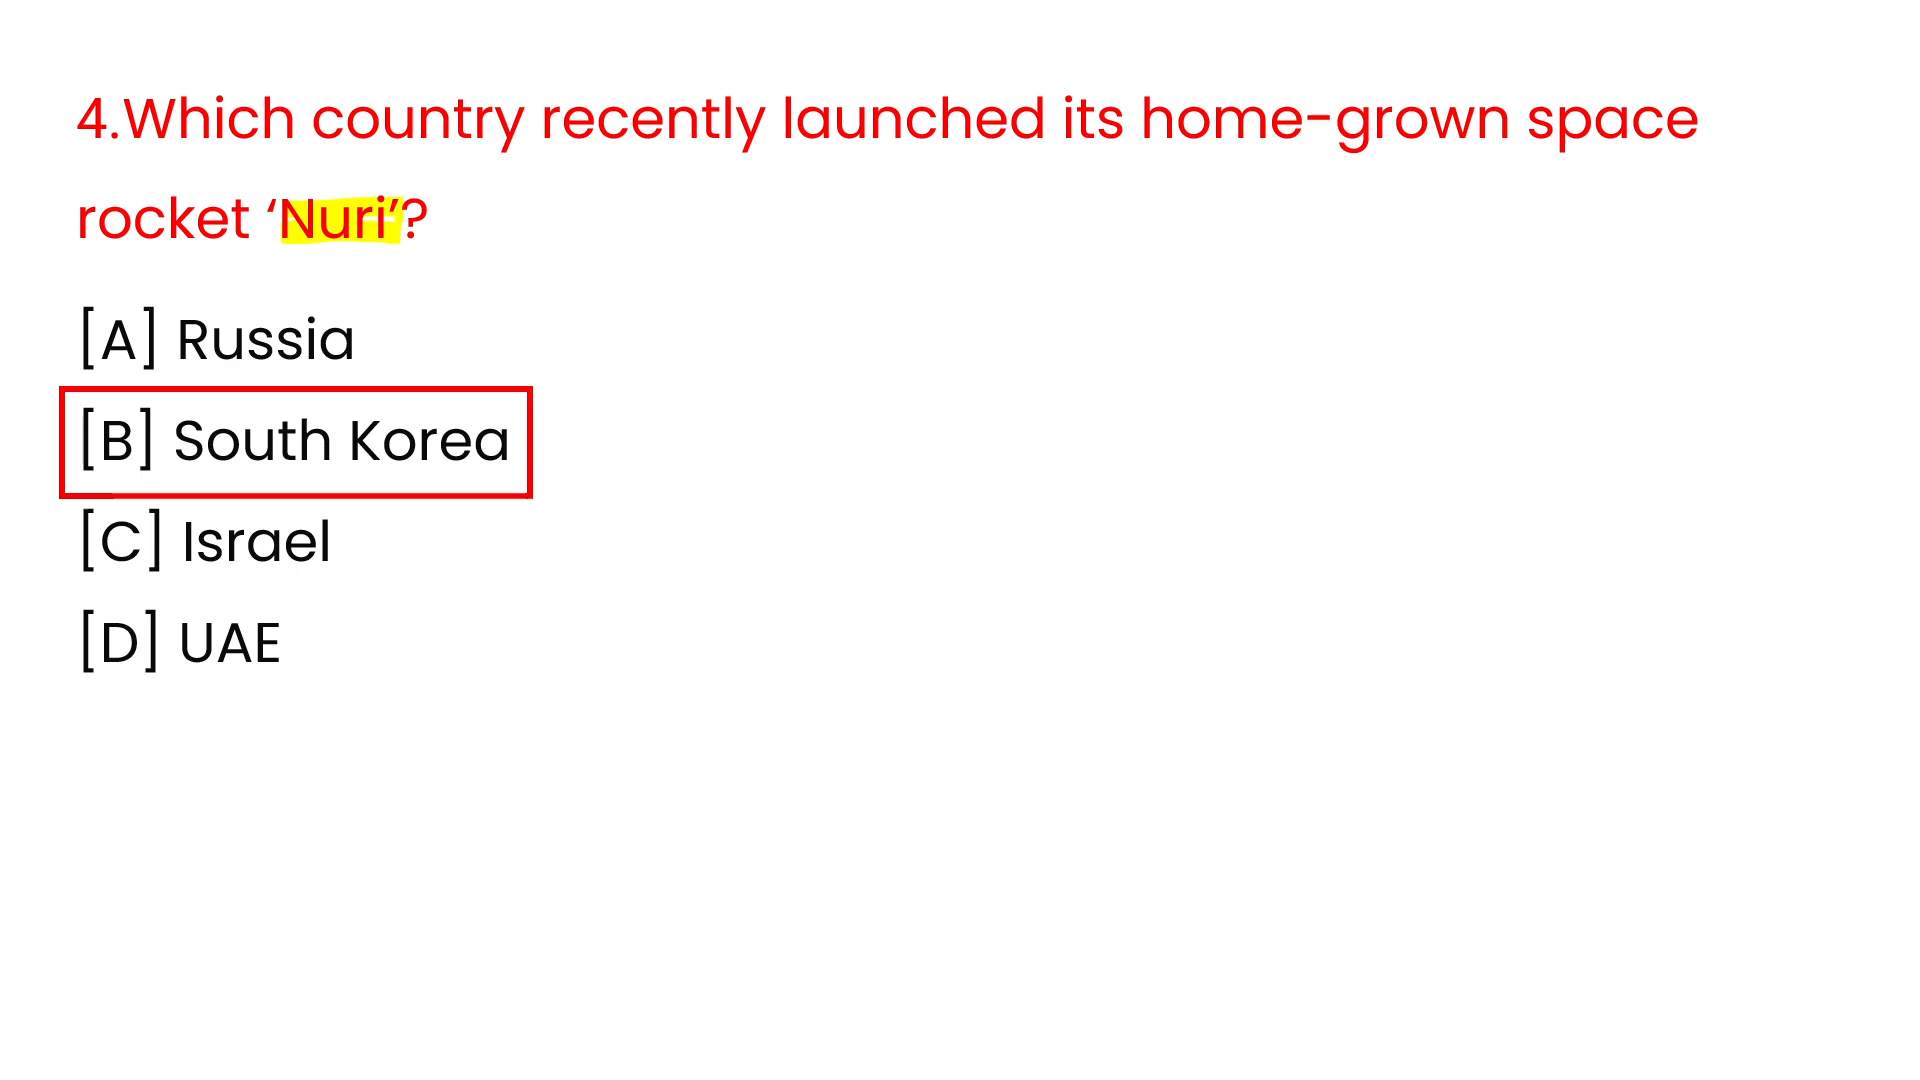 4.Which country recently launched its home-grown space
rocket ‘Nuri’?
[A] Russia
[B] South Korea
[C] Israel
[D] UAE